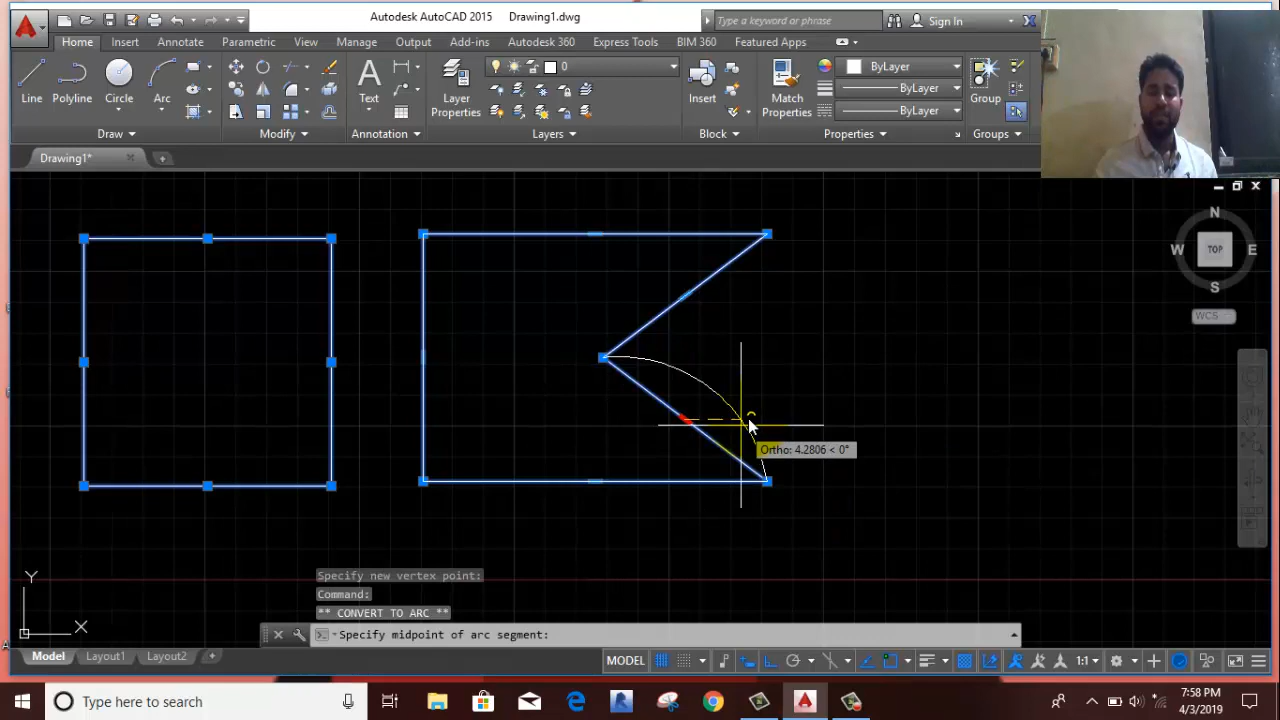 Autodesk AutoCAD 2015 Drawing1.dwg
Type a keyword or phrase
Sign In
Home Insert Annotate Parametric View Manage Output Add-ins Autodesk 360 Express Tools BIM 360 Featured Apps
Line Polyline Circle Arc
Text
Layer Properties
0
Insert
Match Properties
ByLayer
ByLayer
ByLayer
Group
Draw Modify Annotation Layers Block Properties Groups
Drawing1*
N
W TOP E
S
WCS
Ortho: 4.2806 < 0°
Specify new vertex point:
Command:
** CONVERT TO ARC **
Specify midpoint of arc segment:
Y
X
Model Layout1 Layout2
MODEL 1:1
Type here to search
7:58 PM
4/3/2019